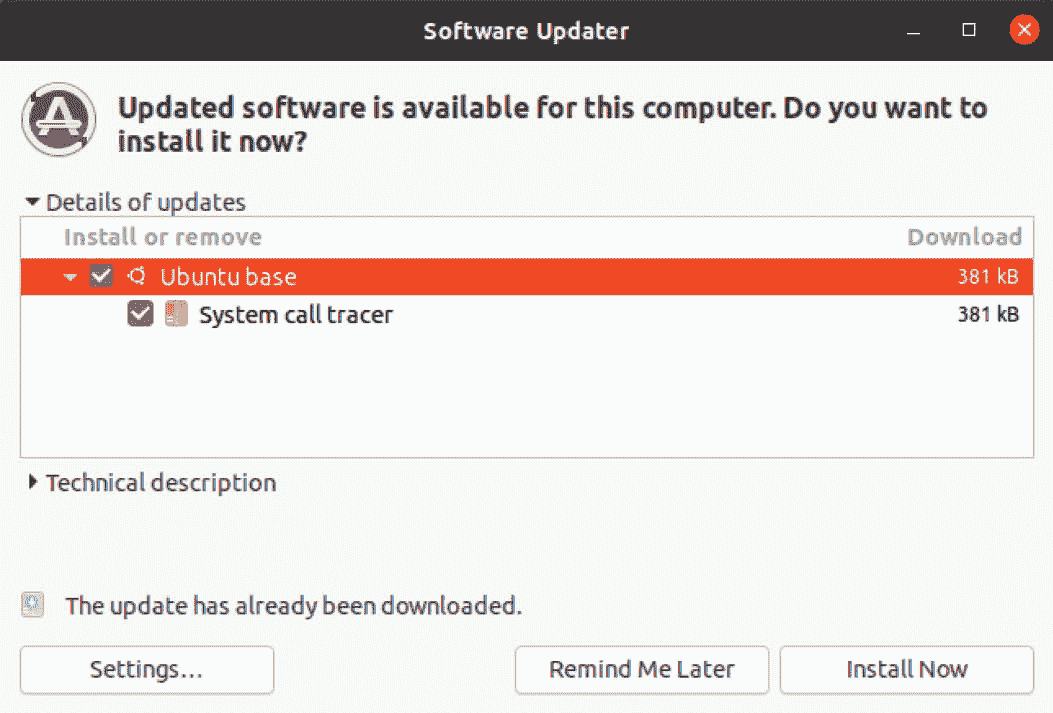 Software Updater
Updated software is available for this computer. Do you want to
install it now?
Details of updates
Install or remove Download
Ubuntu base 381 kB
System call tracer 381 kB
Technical description
The update has already been downloaded.
Settings... Remind Me Later Install Now